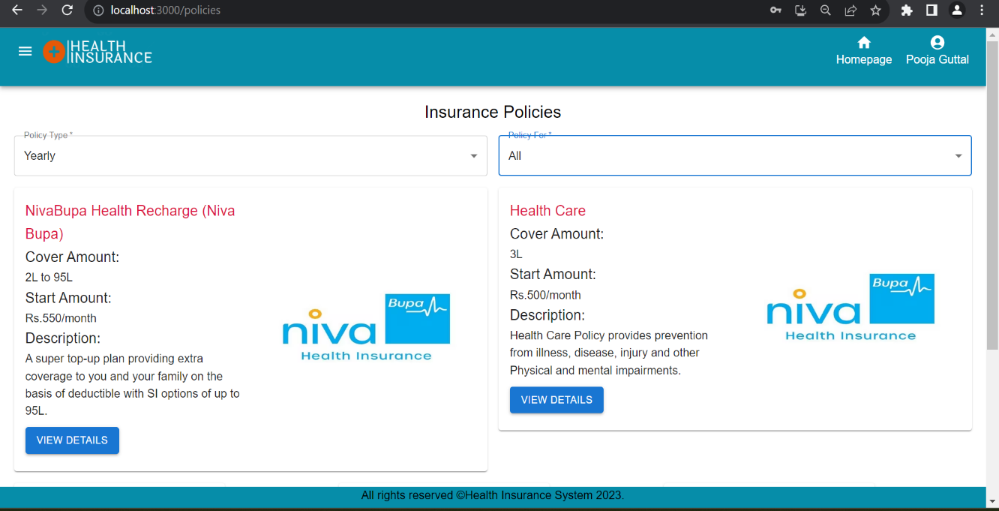 localhost:3000/policies
HEALTH
INSURANCE
Homepage
Pooja Guttal
Insurance Policies
Policy Type *
Yearly
Policy For *
All
NivaBupa Health Recharge (Niva
Bupa)
Cover Amount:
2L to 95L
Start Amount:
Rs.550/month
Description:
A super top-up plan providing extra
coverage to you and your family on the
basis of deductible with SI options of up to
95L.
VIEW DETAILS
niva
Bupa
Health Insurance
Health Care
Cover Amount:
3L
Start Amount:
Rs.500/month
Description:
Health Care Policy provides prevention
from illness, disease, injury and other
Physical and mental impairments.
VIEW DETAILS
niva
Bupa
Health Insurance
All rights reserved ©Health Insurance System 2023.